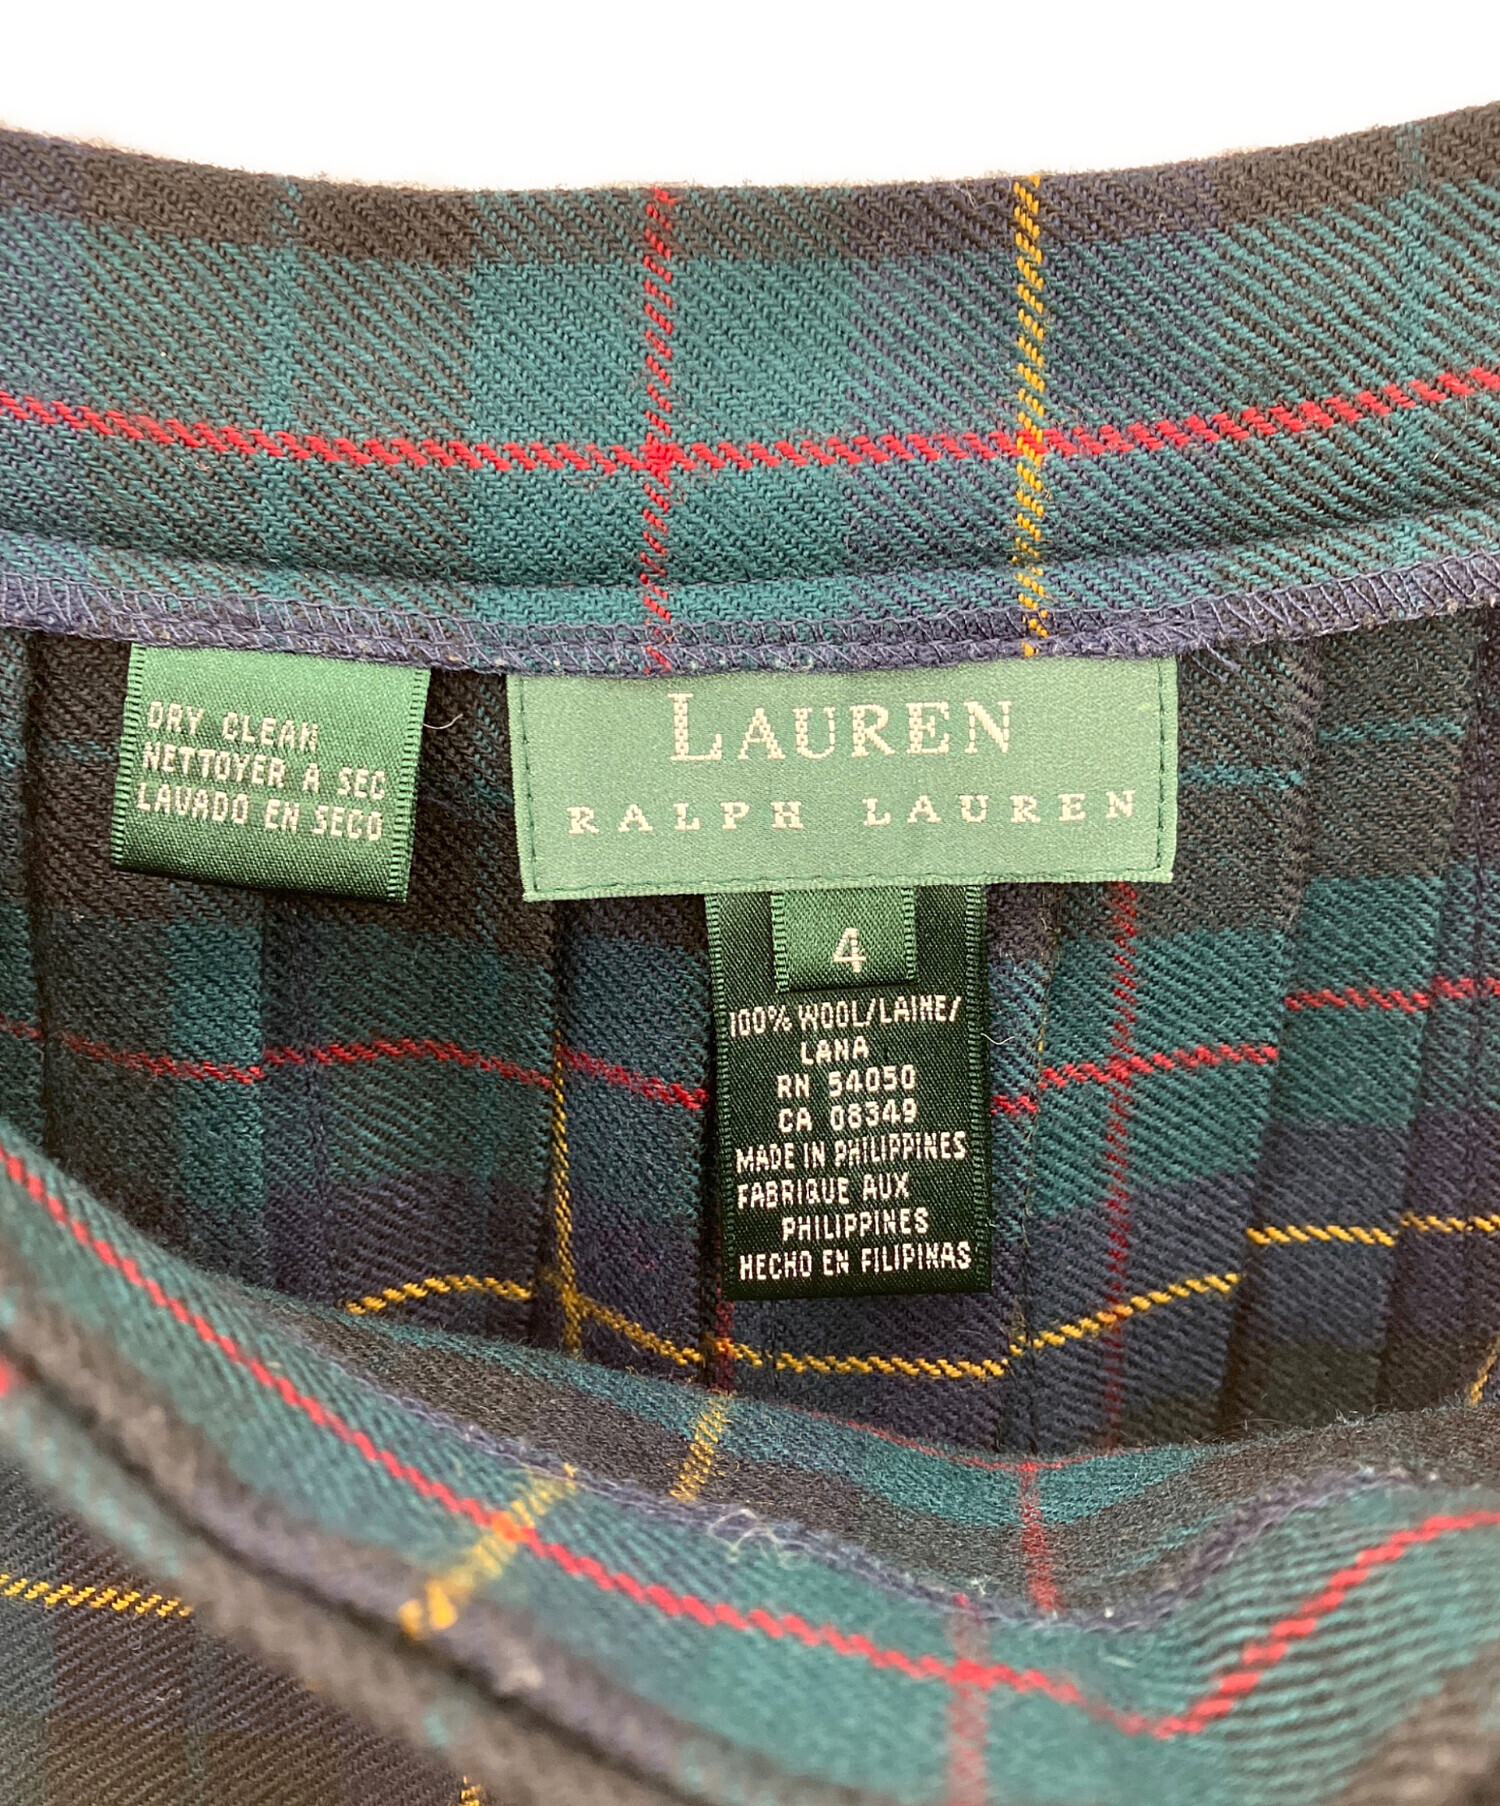 DRY CLEAN
NETTOYER A SEC
LAVADO EN SECO
LAUREN
RALPH LAUREN
4
100% WOOL/LAINE/
LANA
RN 54050
CA 08349
MADE IN PHILIPPINES
FABRIQUE AUX
PHILIPPINES
HECHO EN FILIPINAS